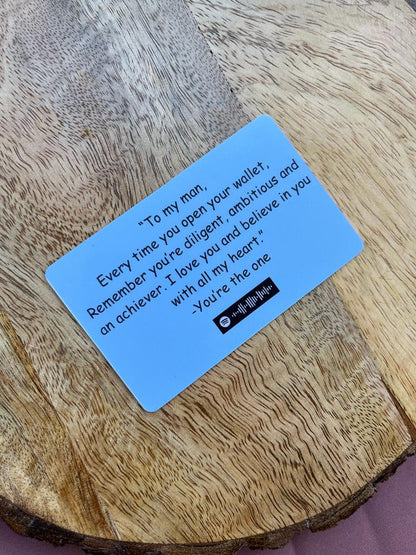 "To my man,
Every time you open your wallet,
Remember you're diligent, ambitious and
an achiever. I love you and believe in you
with all my heart."
-You're the one